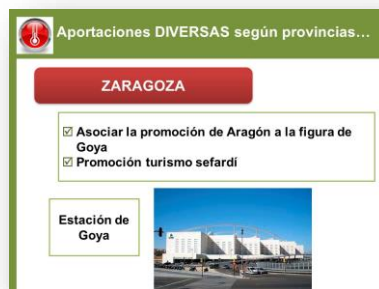 Aportaciones DIVERSAS según provincias…
ZARAGOZA
☑ Asociar la promoción de Aragón a la figura de
Goya
☑ Promoción turismo sefardí
Estación de
Goya